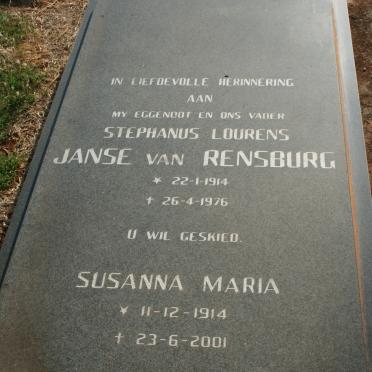 IN LIEFDEVOLLE HERINNERING
AAN
MY EGGENOOT EN ONS VADER
STEPHANUS LOURENS
JANSE VAN RENSBURG
* 22-1-1914
† 26-4-1976
U WIL GESKIED.
SUSANNA MARIA
* 11-12-1914
† 23-6-2001